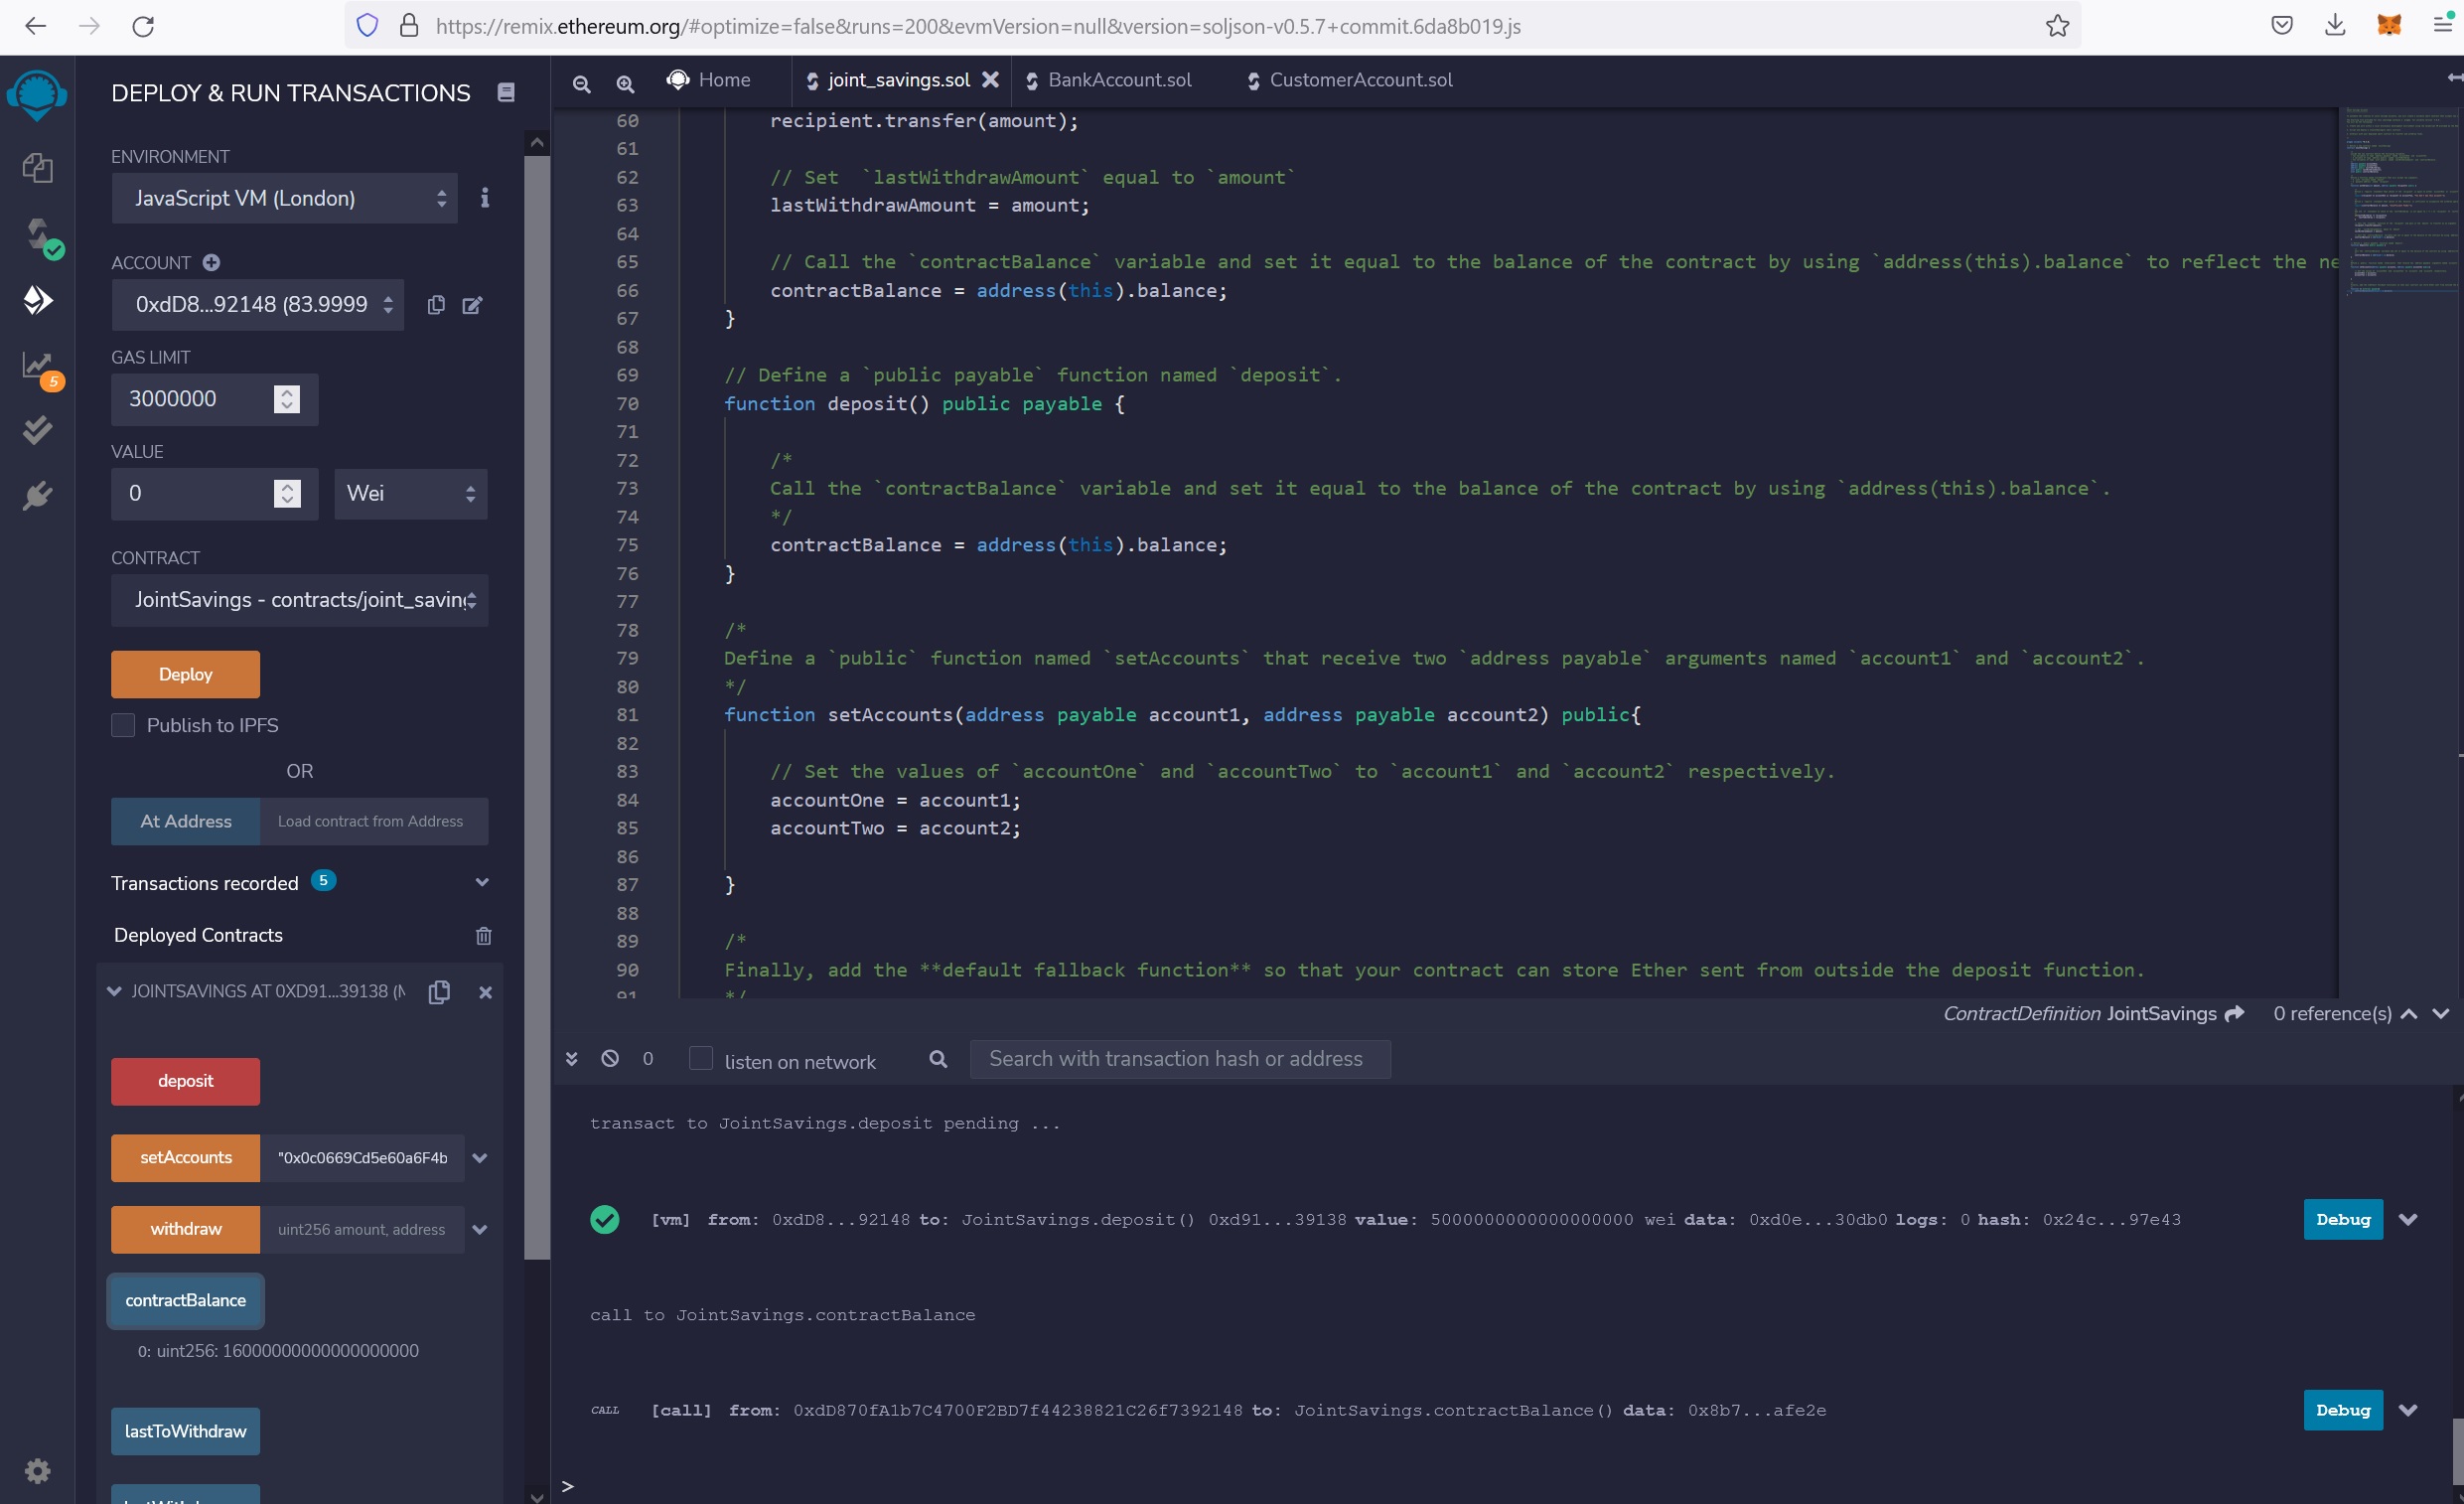 https://remix.ethereum.org/#optimize=false&runs=200&evmVersion=null&version=soljson-v0.5.7+commit.6da8b019.js
DEPLOY & RUN TRANSACTIONS
ENVIRONMENT
JavaScript VM (London)
ACCOUNT
0xdD8...92148 (83.9999
GAS LIMIT
3000000
VALUE
0
Wei
CONTRACT
JointSavings - contracts/joint_saving
Deploy
Publish to IPFS
OR
At Address
Load contract from Address
Transactions recorded 5
Deployed Contracts
JOINTSAVINGS AT 0XD91...39138 (M
deposit
setAccounts
"0x0c0669Cd5e60a6F4b
withdraw
uint256 amount, address
contractBalance
0: uint256: 16000000000000000000
lastToWithdraw
5
Home
joint_savings.sol
BankAccount.sol
CustomerAccount.sol
60 recipient.transfer(amount);
61
62 // Set  `lastWithdrawAmount` equal to `amount`
63 lastWithdrawAmount = amount;
64
65 // Call the `contractBalance` variable and set it equal to the balance of the contract by using `address(this).balance` to reflect the ne
66 contractBalance = address(this).balance;
67 }
68
69 // Define a `public payable` function named `deposit`.
70 function deposit() public payable {
71
72 /*
73 Call the `contractBalance` variable and set it equal to the balance of the contract by using `address(this).balance`.
74 */
75 contractBalance = address(this).balance;
76 }
77
78 /*
79 Define a `public` function named `setAccounts` that receive two `address payable` arguments named `account1` and `account2`.
80 */
81 function setAccounts(address payable account1, address payable account2) public{
82
83 // Set the values of `accountOne` and `accountTwo` to `account1` and `account2` respectively.
84 accountOne = account1;
85 accountTwo = account2;
86
87 }
88
89 /*
90 Finally, add the **default fallback function** so that your contract can store Ether sent from outside the deposit function.
91 */
ContractDefinition JointSavings 0 reference(s)
0
listen on network
Search with transaction hash or address
transact to JointSavings.deposit pending ...
[vm] from: 0xdD8...92148 to: JointSavings.deposit() 0xd91...39138 value: 5000000000000000000 wei data: 0xd0e...30db0 logs: 0 hash: 0x24c...97e43
Debug
call to JointSavings.contractBalance
CALL [call] from: 0xdD870fA1b7C4700F2BD7f44238821C26f7392148 to: JointSavings.contractBalance() data: 0x8b7...afe2e
Debug
>